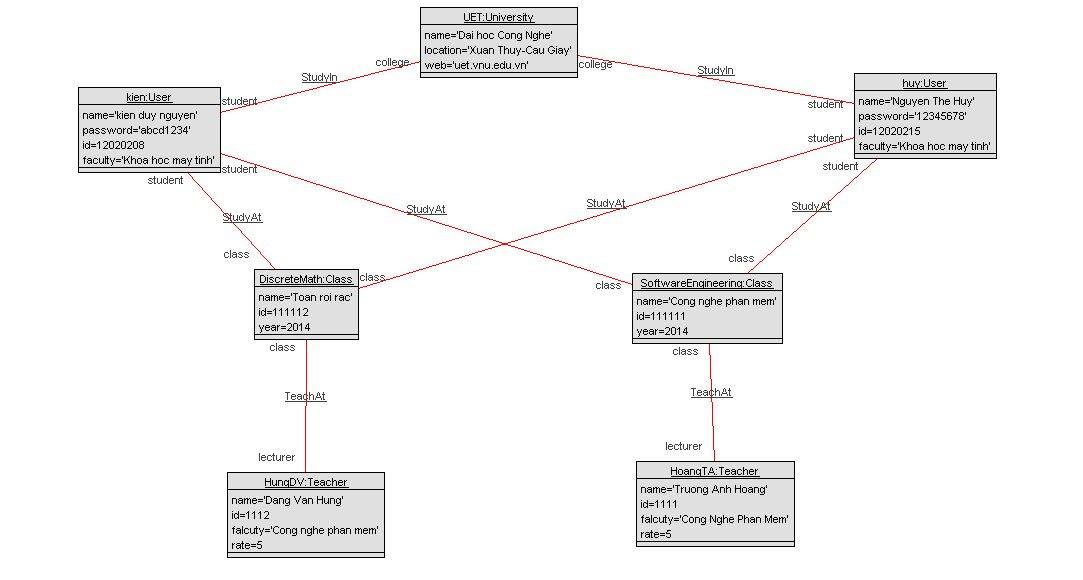 UET:University
name='Dai hoc Cong Nghe'
location='Xuan Thuy-Cau Giay'
web='uet.vnu.edu.vn'
college
college
StudyIn
StudyIn
student
student
kien:User
name='kien duy nguyen'
password='abcd1234'
id=12020208
faculty='Khoa hoc may tinh'
huy:User
name='Nguyen The Huy'
password='12345678'
id=12020215
faculty='Khoa hoc may tinh'
student
student
student
student
StudyAt
StudyAt
StudyAt
StudyAt
class
class
class
class
DiscreteMath:Class
name='Toan roi rac'
id=111112
year=2014
SoftwareEngineering:Class
name='Cong nghe phan mem'
id=111111
year=2014
class
class
TeachAt
TeachAt
lecturer
lecturer
HungDV:Teacher
name='Dang Van Hung'
id=1112
falcuty='Cong nghe phan mem'
rate=5
HoangTA:Teacher
name='Truong Anh Hoang'
id=1111
falcuty='Cong Nghe Phan Mem'
rate=5